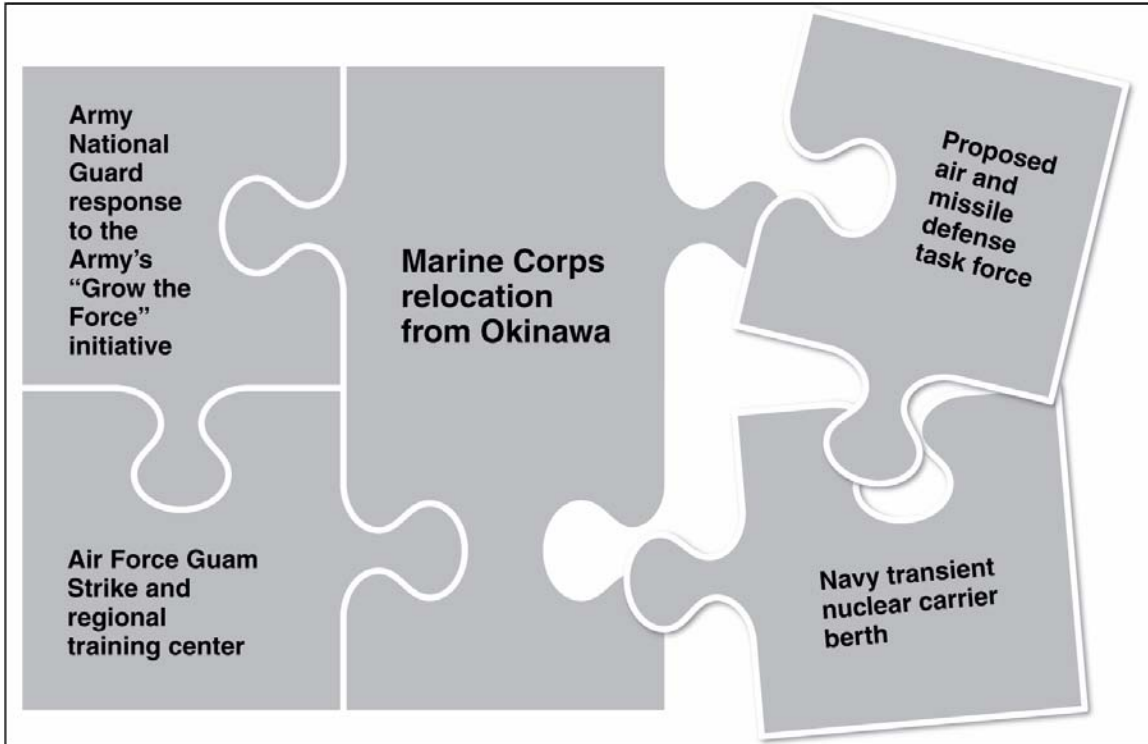 Army
National
Guard
response
to the
Army’s
“Grow the
Force”
initiative
Marine Corps
relocation
from Okinawa
Proposed
air and
missile
defense
task force
Air Force Guam
Strike and
regional
training center
Navy transient
nuclear carrier
berth